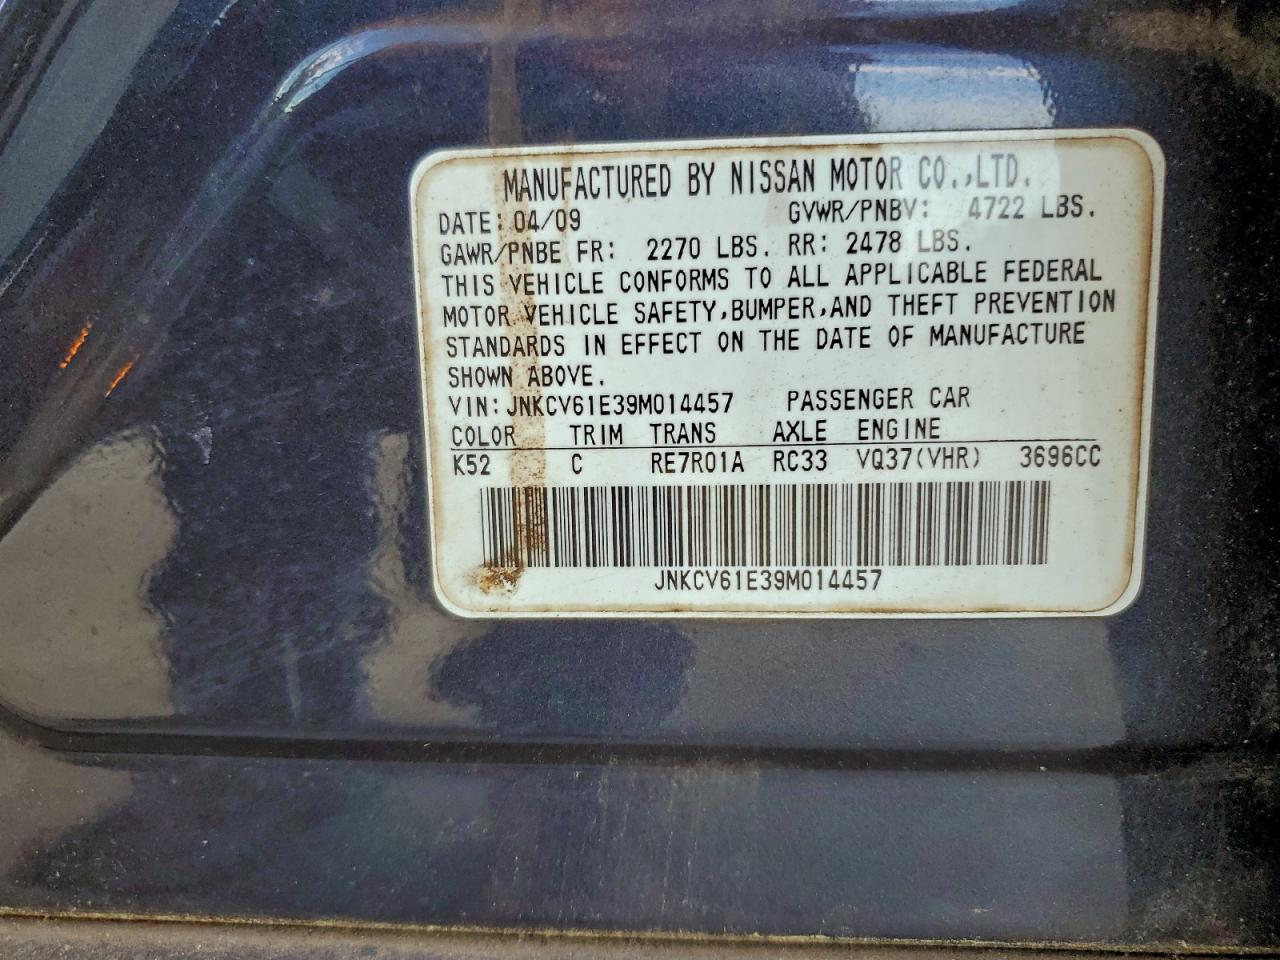 MANUFACTURED BY NISSAN MOTOR CO.,LTD.
DATE: 04/09 GVWR/PNBV: 4722 LBS.
GAWR/PNBE FR: 2270 LBS. RR: 2478 LBS.
THIS VEHICLE CONFORMS TO ALL APPLICABLE FEDERAL
MOTOR VEHICLE SAFETY,BUMPER,AND THEFT PREVENTION
STANDARDS IN EFFECT ON THE DATE OF MANUFACTURE
SHOWN ABOVE.
VIN: JNKCV61E39M014457 PASSENGER CAR
COLOR TRIM TRANS AXLE ENGINE
K52 C RE7R01A RC33 VQ37(VHR) 3696CC
JNKCV61E39M014457